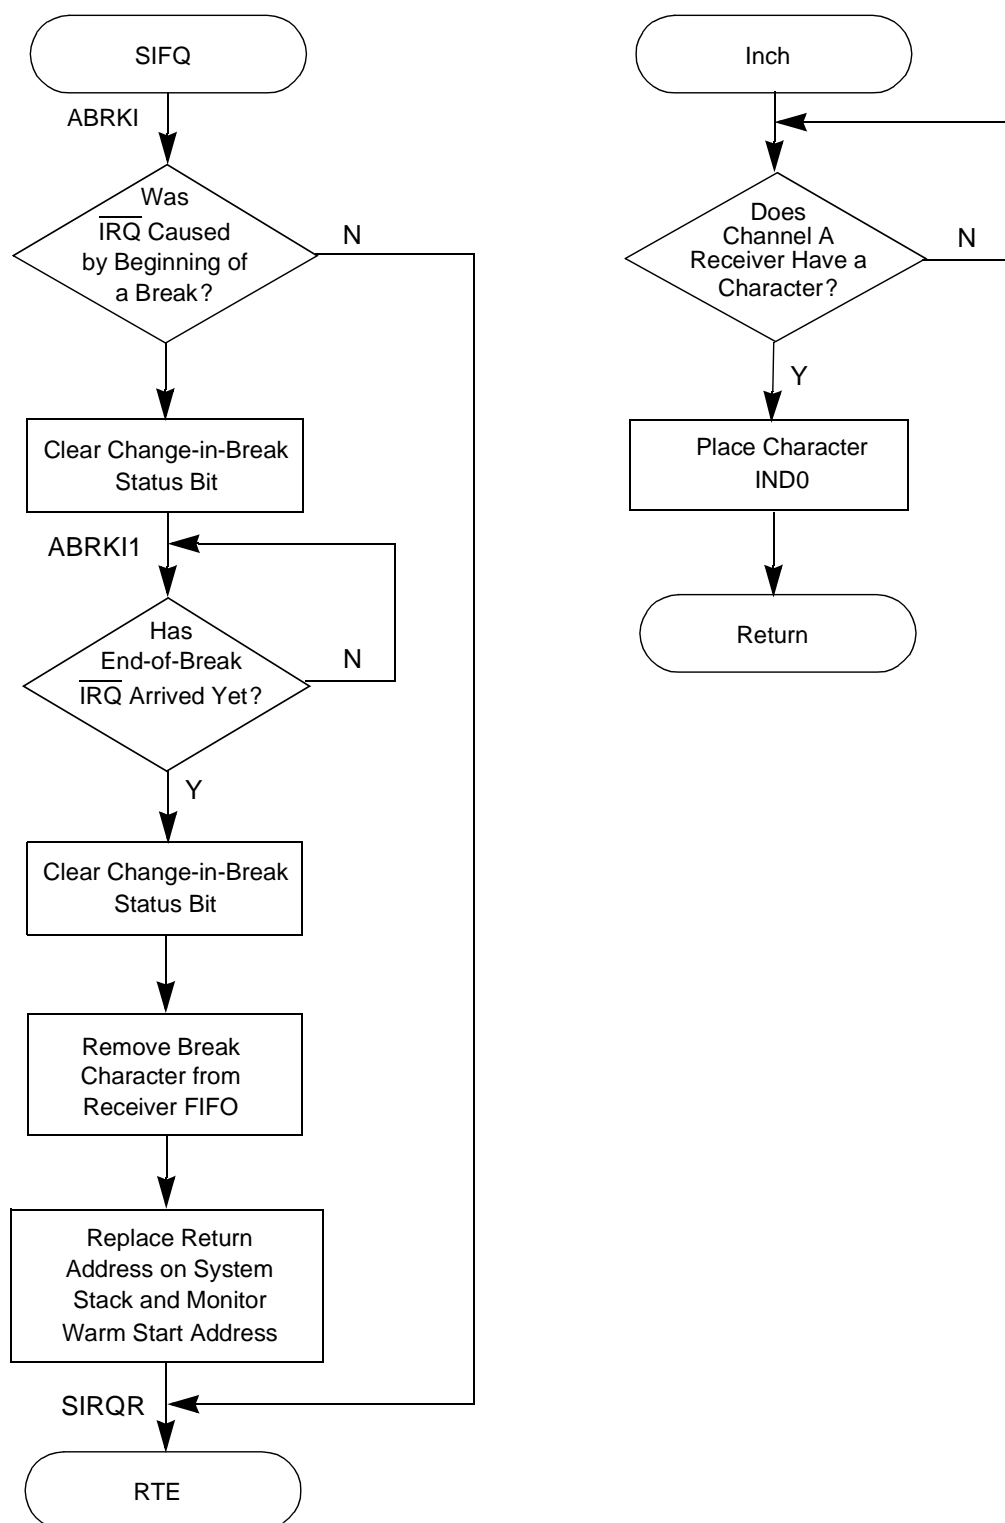 SIFQ
ABRKI
Was
IRQ Caused
by Beginning of
a Break?
N
Clear Change-in-Break
Status Bit
ABRKI1
Has
End-of-Break
IRQ Arrived Yet?
N
Y
Clear Change-in-Break
Status Bit
Remove Break
Character from
Receiver FIFO
Replace Return
Address on System
Stack and Monitor
Warm Start Address
SIRQR
RTE
Inch
Does
Channel A
Receiver Have a
Character?
N
Y
Place Character
IND0
Return